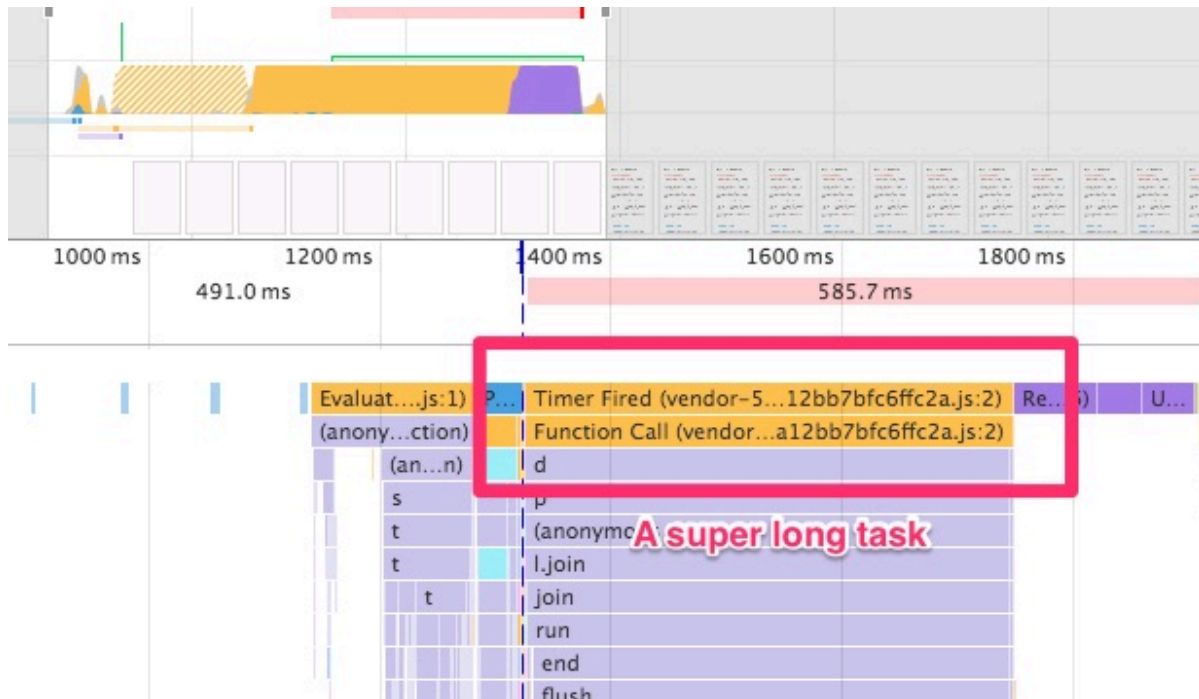 1000 ms 1200 ms 1400 ms 1600 ms 1800 ms
491.0 ms 585.7 ms
Evaluat....js:1) P... Timer Fired (vendor-5...12bb7bfc6ffc2a.js:2) Re... U...
(anony...ction) Function Call (vendor...a12bb7bfc6ffc2a.js:2)
(an...n) d
s p
t (anonymo
A super long task
t l.join
t join
run
end
flush